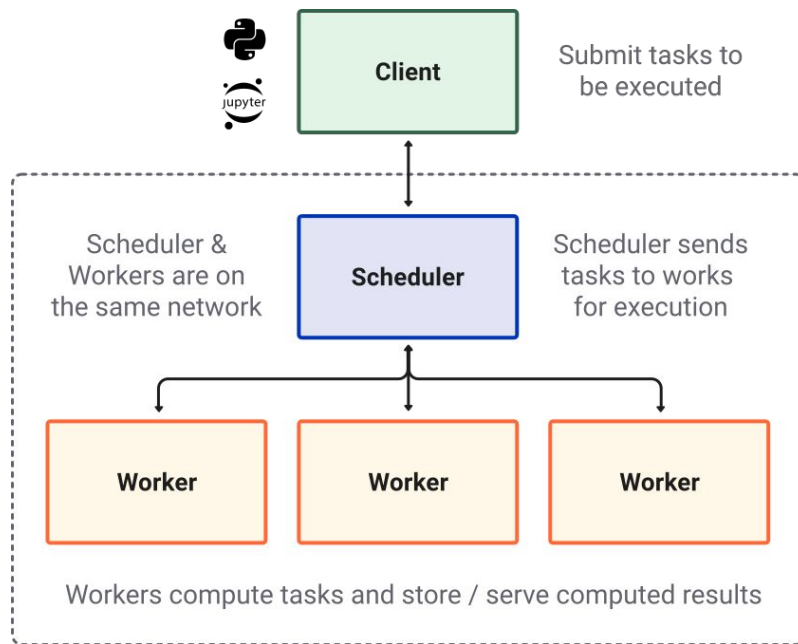 Client
Submit tasks to
be executed
jupyter
Scheduler &
Workers are on
the same network
Scheduler
Scheduler sends
tasks to works
for execution
Worker
Worker
Worker
Workers compute tasks and store / serve computed results